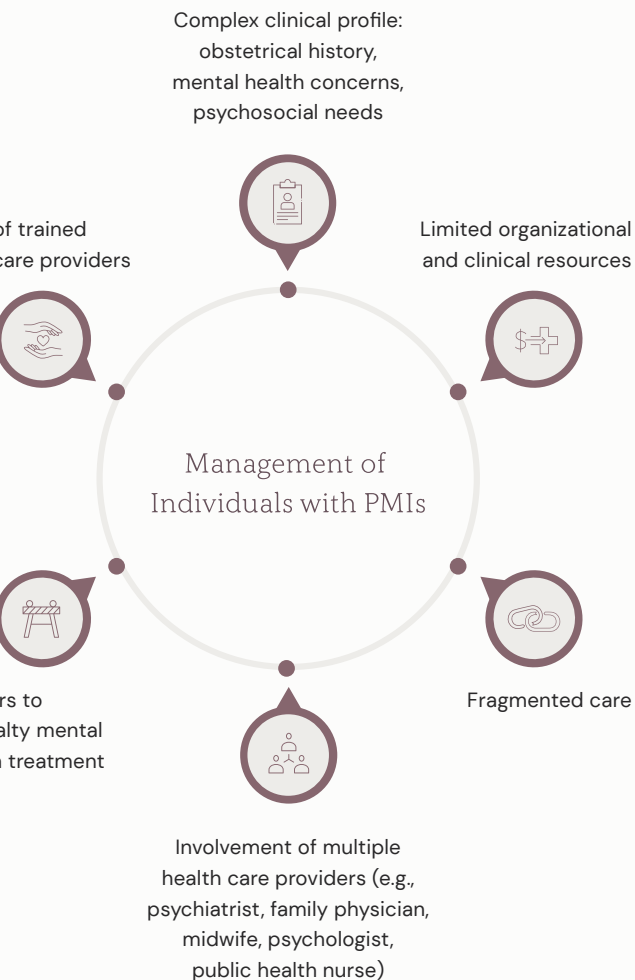 Complex clinical profile:
obstetrical history,
mental health concerns,
psychosocial needs
of trained
care providers
Limited organizational
and clinical resources
$
Management of
Individuals with PMIs
rs to
alty mental
treatment
Fragmented care
Involvement of multiple
health care providers (e.g.,
psychiatrist, family physician,
midwife, psychologist,
public health nurse)